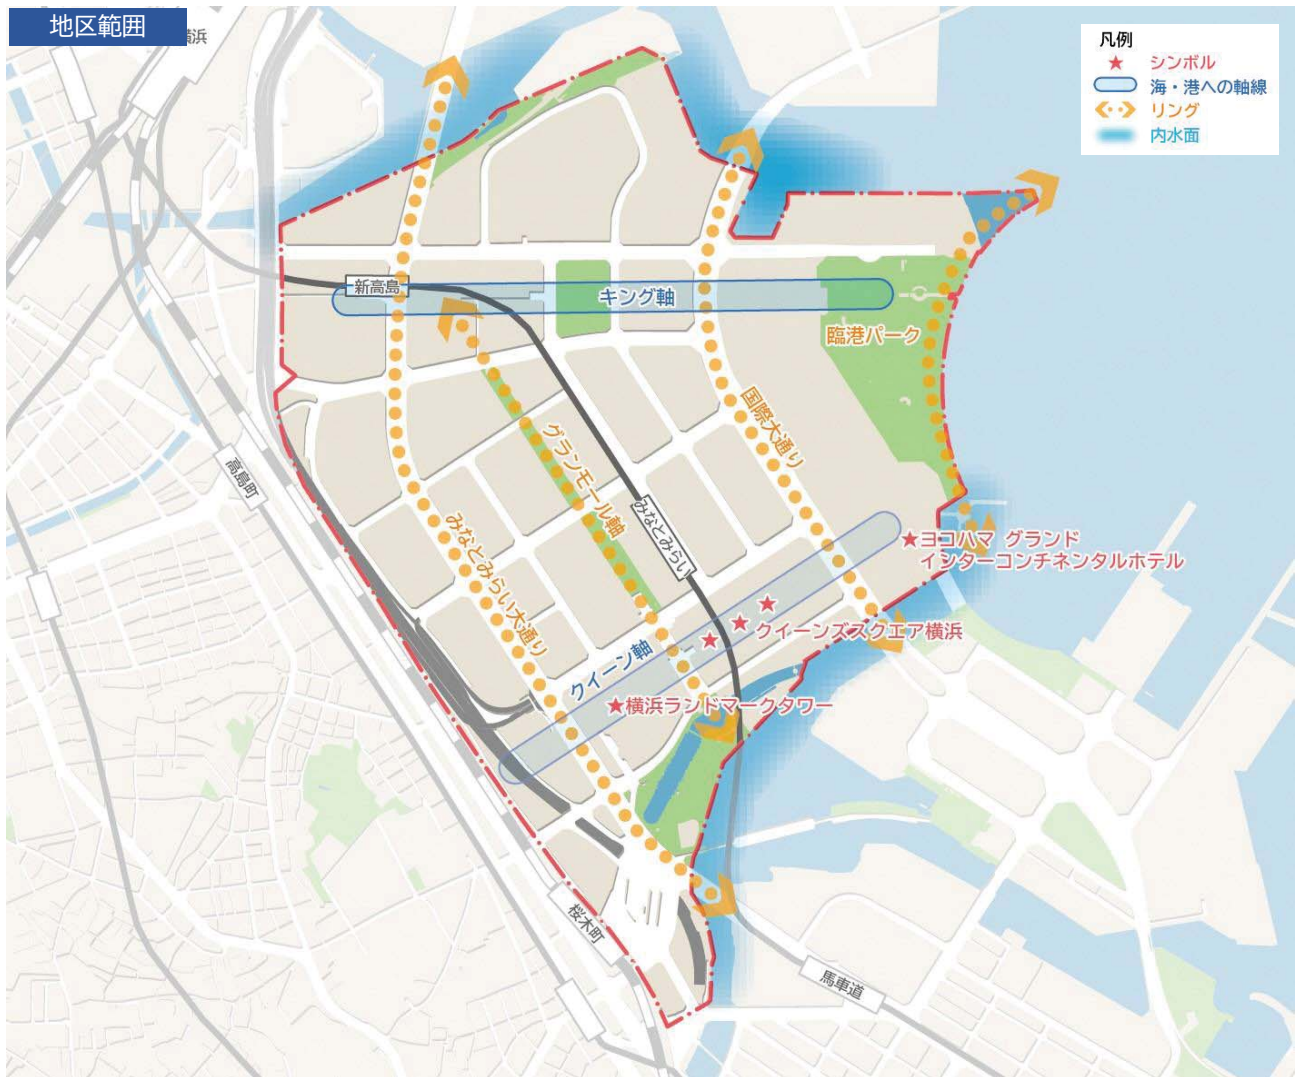 地区範囲
横浜
凡例
シンボル
海・港への軸線
リング
内水面
新高島
キング軸
臨港パーク
国際大通り
グランモール軸
高島町
みなとみらい
みなとみらい大通り
ヨコハマ グランド
インターコンチネンタルホテル
クイーンズスクエア横浜
クイーン軸
横浜ランドマークタワー
桜木町
馬車道